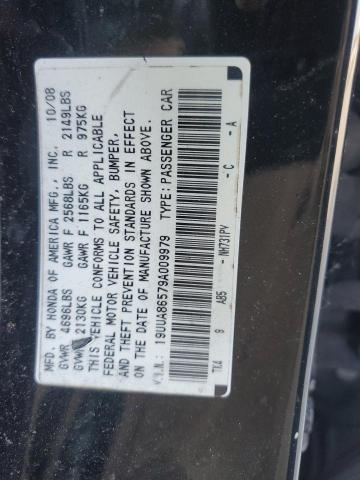 MFD. BY HONDA OF AMERICA MFG., INC. 10/08
GVWR 4696LBS GAWR F 2568LBS R 2149LBS
GVWR 2130KG GAWR F 1165KG R 975KG
THIS VEHICLE CONFORMS TO ALL APPLICABLE
FEDERAL MOTOR VEHICLE SAFETY, BUMPER,
AND THEFT PREVENTION STANDARDS IN EFFECT
ON THE DATE OF MANUFACTURE SHOWN ABOVE.
V.I.N.: 19UUA86579A009979 TYPE:PASSENGER CAR
TK4 9 AB5 -NH731PX - C - A